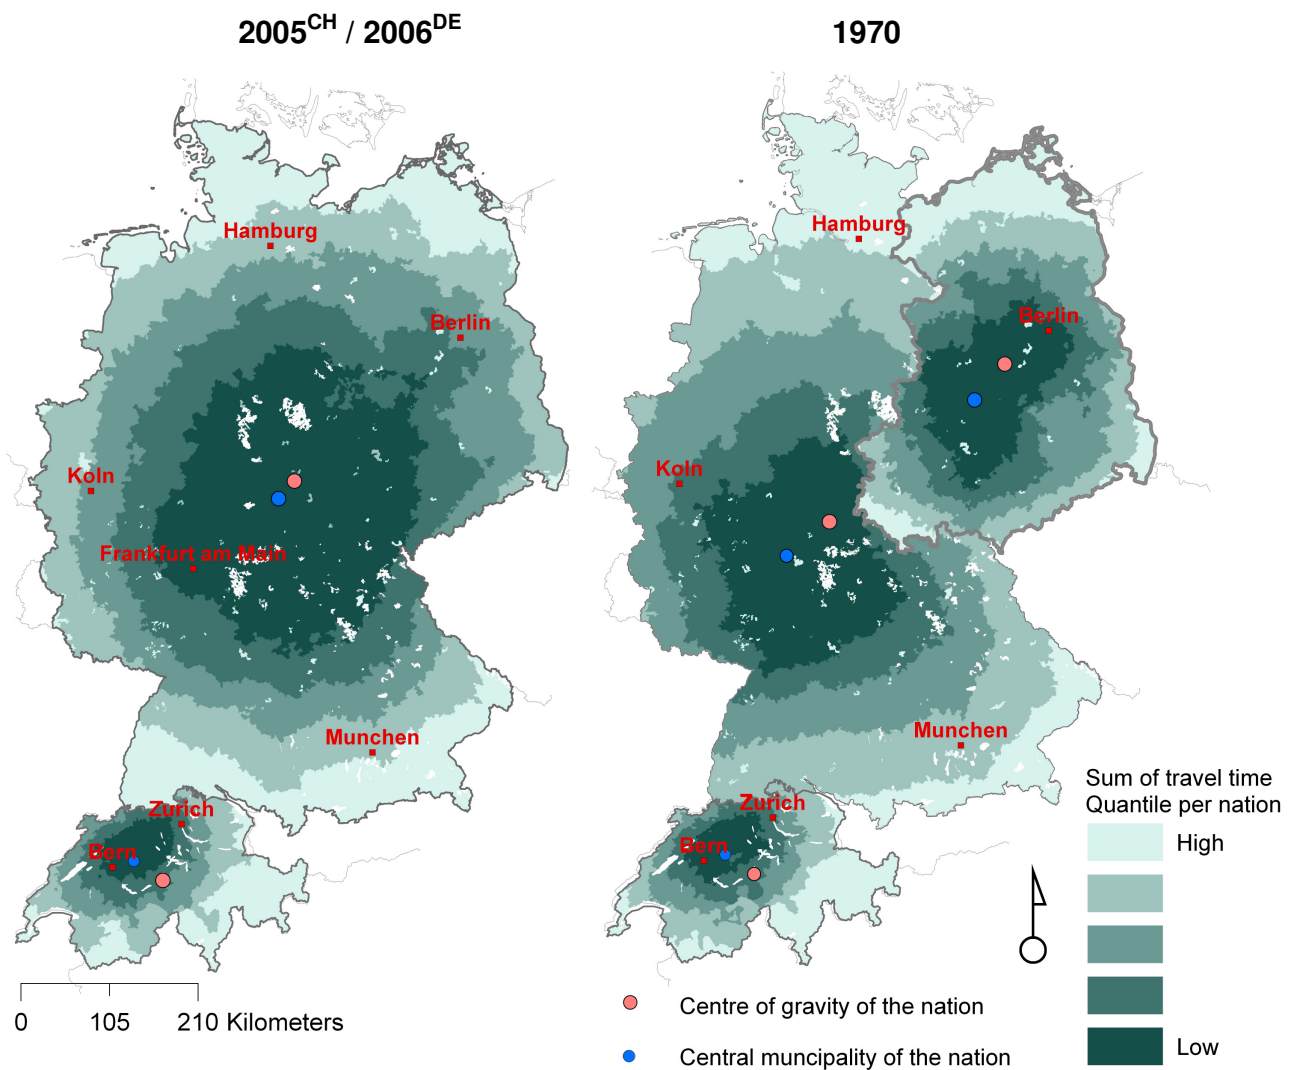 2005CH / 2006DE
1970
Hamburg
Berlin
Koln
Frankfurt am Main
Munchen
Zurich
Bern
Hamburg
Berlin
Koln
Munchen
Zurich
Bern
Sum of travel time
Quantile per nation
High
Low
0 105 210 Kilometers
Centre of gravity of the nation
Central muncipality of the nation